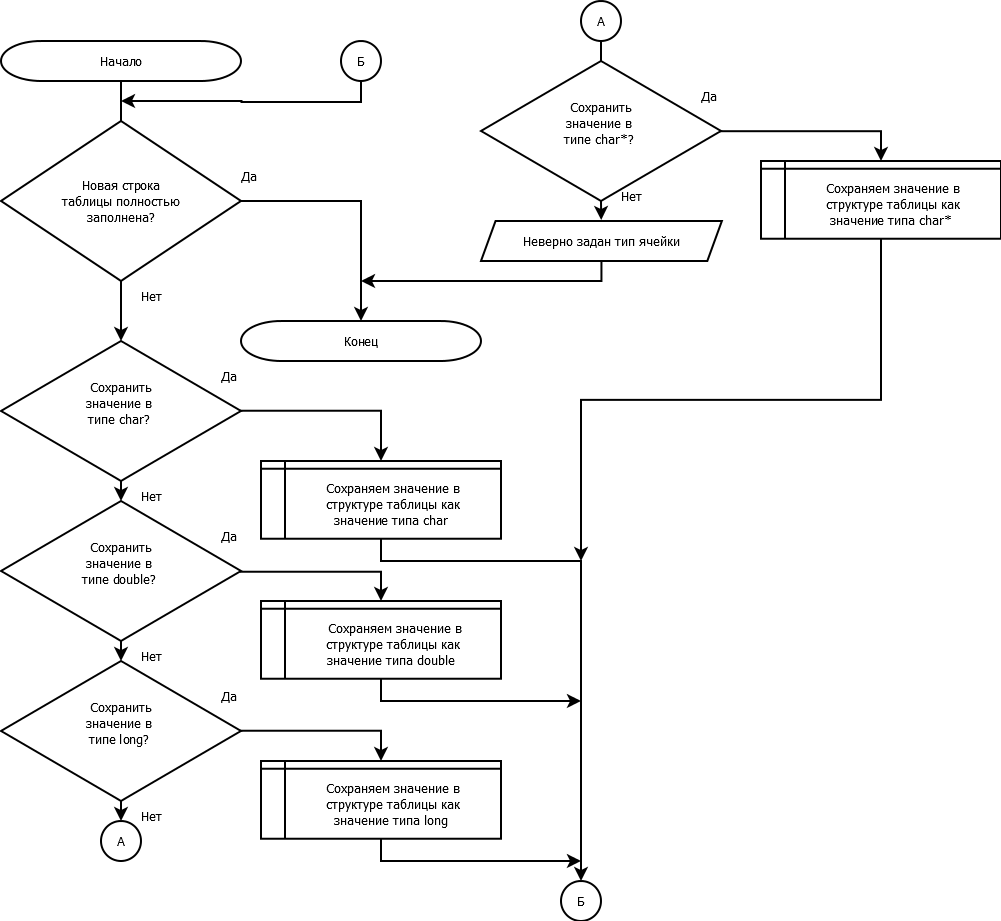 А
Начало
Б
Сохранить
значение в
типе char*?
Да
Новая строка
таблицы полностью
заполнена?
Да
Нет
Сохраняем значение в
структуре таблицы как
значение типа char*
Неверно задан тип ячейки
Нет
Конец
Сохранить
значение в
типе char?
Да
Сохраняем значение в
структуре таблицы как
значение типа char
Нет
Сохранить
значение в
типе double?
Да
Сохраняем значение в
структуре таблицы как
значение типа double
Нет
Сохранить
значение в
типе long?
Да
Сохраняем значение в
структуре таблицы как
значение типа long
Нет
А
Б